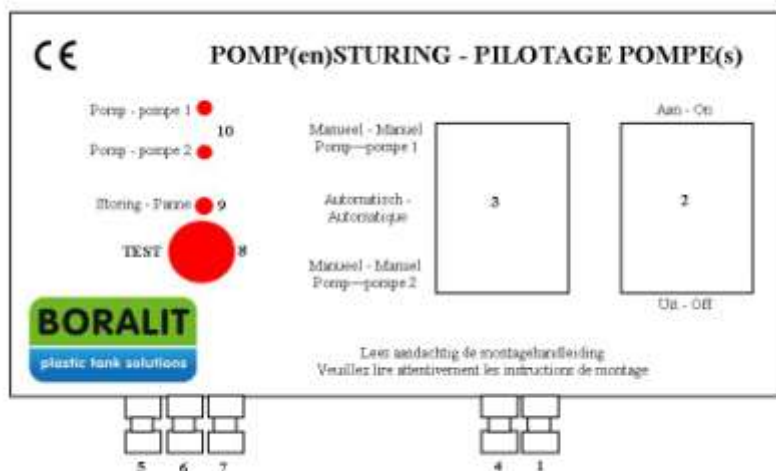 CE POMP(en)STURING - PILOTAGE POMPE(s)
Pomp - pompe 1
10
Pomp - pompe 2
Storing - Panne 9
TEST 8
Manueel - Manuel
Pomp—pompe 1
Automatisch -
Automatique
Manueel - Manuel
Pomp—pompe 2
3
Aan - On
2
Uit - Off
BORALIT
plastic tank solutions
Lees aandachtig de montagehandleiding
Veuillez lire attentivement les instructions de montage
5 6 7 4 1